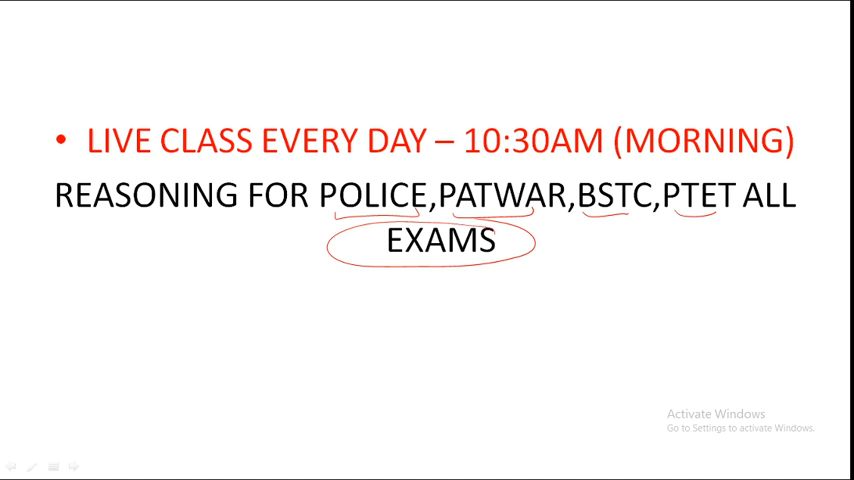 • LIVE CLASS EVERY DAY – 10:30AM (MORNING)
REASONING FOR POLICE,PATWAR,BSTC,PTET ALL
EXAMS
Activate Windows
Go to Settings to activate Windows.